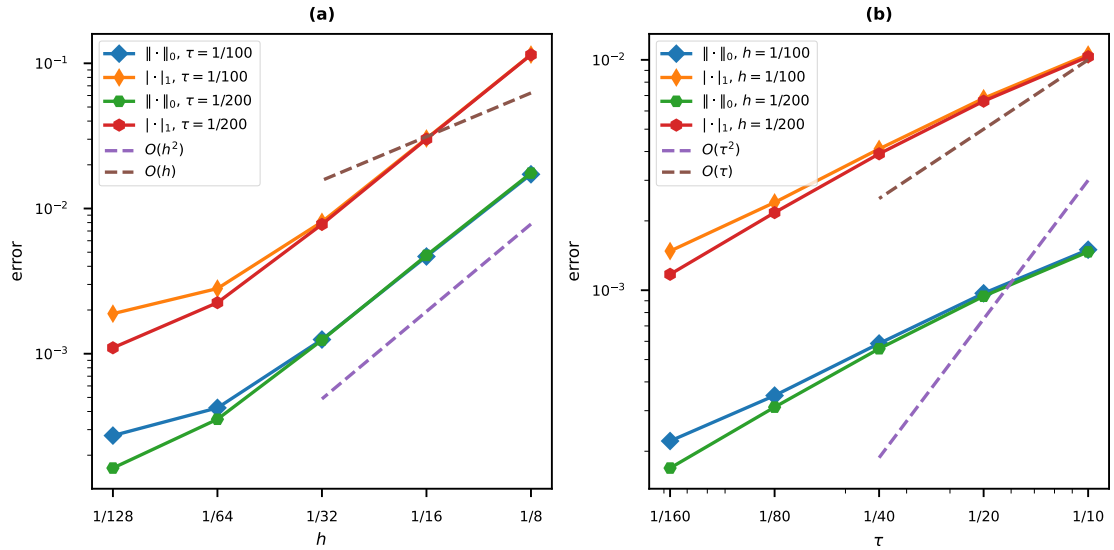 (a)
‖·‖₀, τ = 1/100
|·|₁, τ = 1/100
‖·‖₀, τ = 1/200
|·|₁, τ = 1/200
O(h²)
O(h)
10⁻¹
10⁻²
10⁻³
error
1/128 1/64 1/32 1/16 1/8
h
(b)
‖·‖₀, h = 1/100
|·|₁, h = 1/100
‖·‖₀, h = 1/200
|·|₁, h = 1/200
O(τ²)
O(τ)
10⁻²
10⁻³
error
1/160 1/80 1/40 1/20 1/10
τ